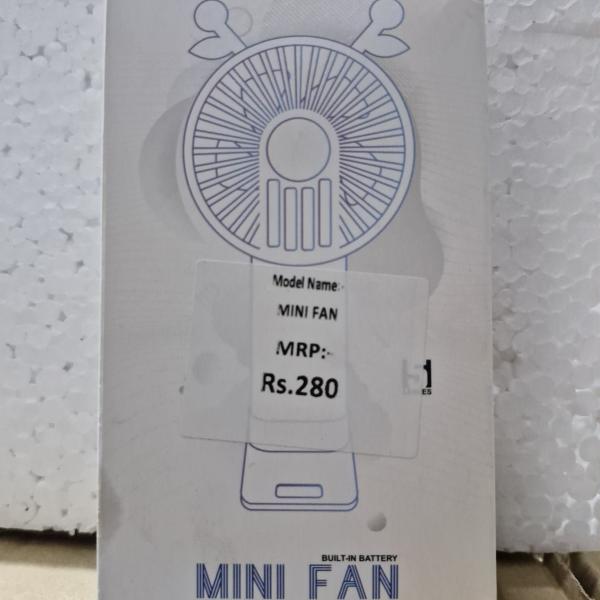 Model Name:-
MINI FAN
MRP:-
Rs.280
BUILT-IN BATTERY
MINI FAN